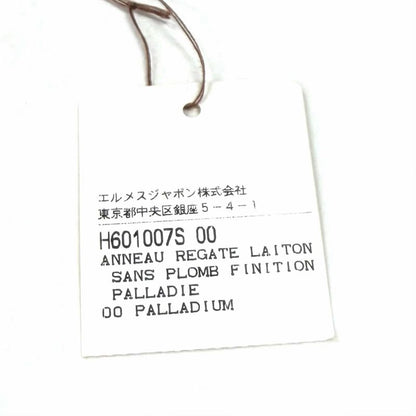 エルメスジャポン株式会社
東京都中央区銀座5-4-1
H601007S 00
ANNEAU REGATE LAITON
SANS PLOMB FINITION
PALLADIE
00 PALLADIUM